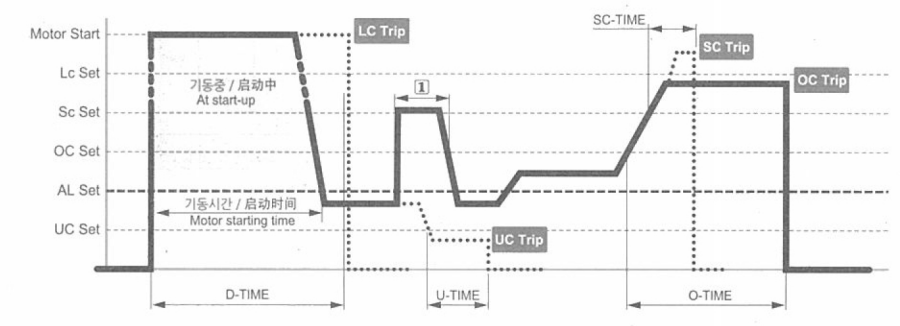 SC-TIME
Motor Start
LC Trip
SC Trip
Lc Set
기동중 / 启动中
At start-up
1
OC Trip
Sc Set
OC Set
AL Set
기동시간 / 启动时间
Motor starting time
UC Set
UC Trip
D-TIME
U-TIME
O-TIME